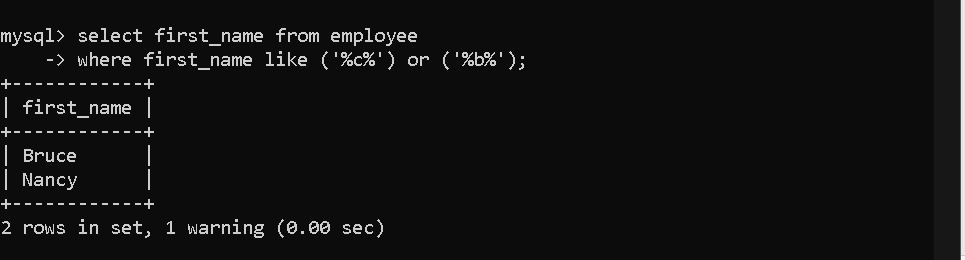 mysql> select first_name from employee
    -> where first_name like ('%c%') or ('%b%');
+------------+
| first_name |
+------------+
| Bruce      |
| Nancy      |
+------------+
2 rows in set, 1 warning (0.00 sec)